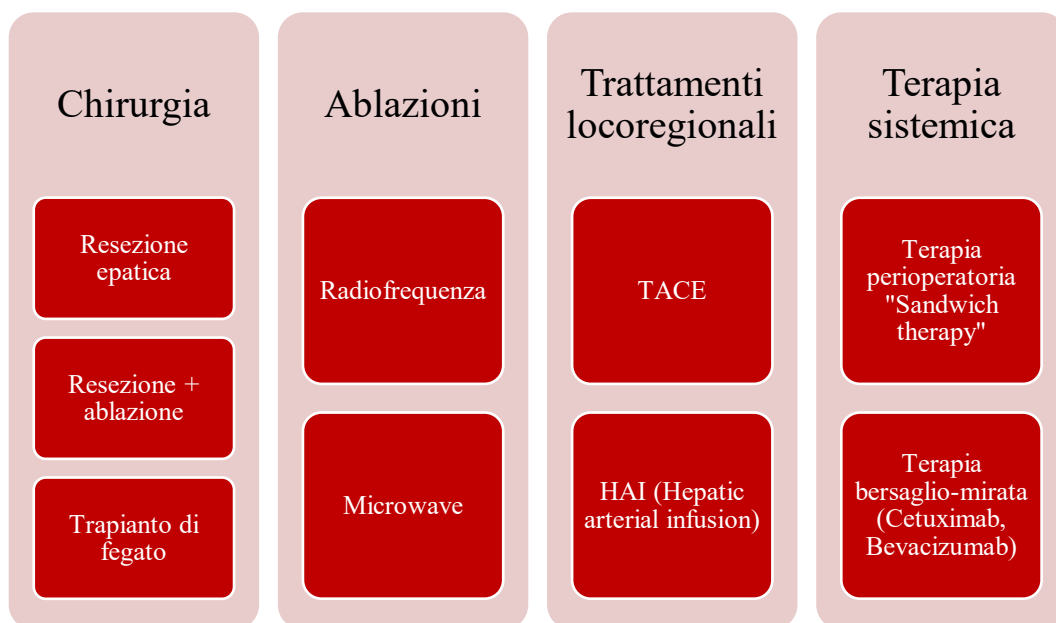 Chirurgia
Resezione
epatica
Resezione +
ablazione
Trapianto di
fegato
Ablazioni
Radiofrequenza
Microwave
Trattamenti
locoregionali
TACE
HAI (Hepatic
arterial infusion)
Terapia
sistemica
Terapia
perioperatoria
"Sandwich
therapy"
Terapia
bersaglio-mirata
(Cetuximab,
Bevacizumab)